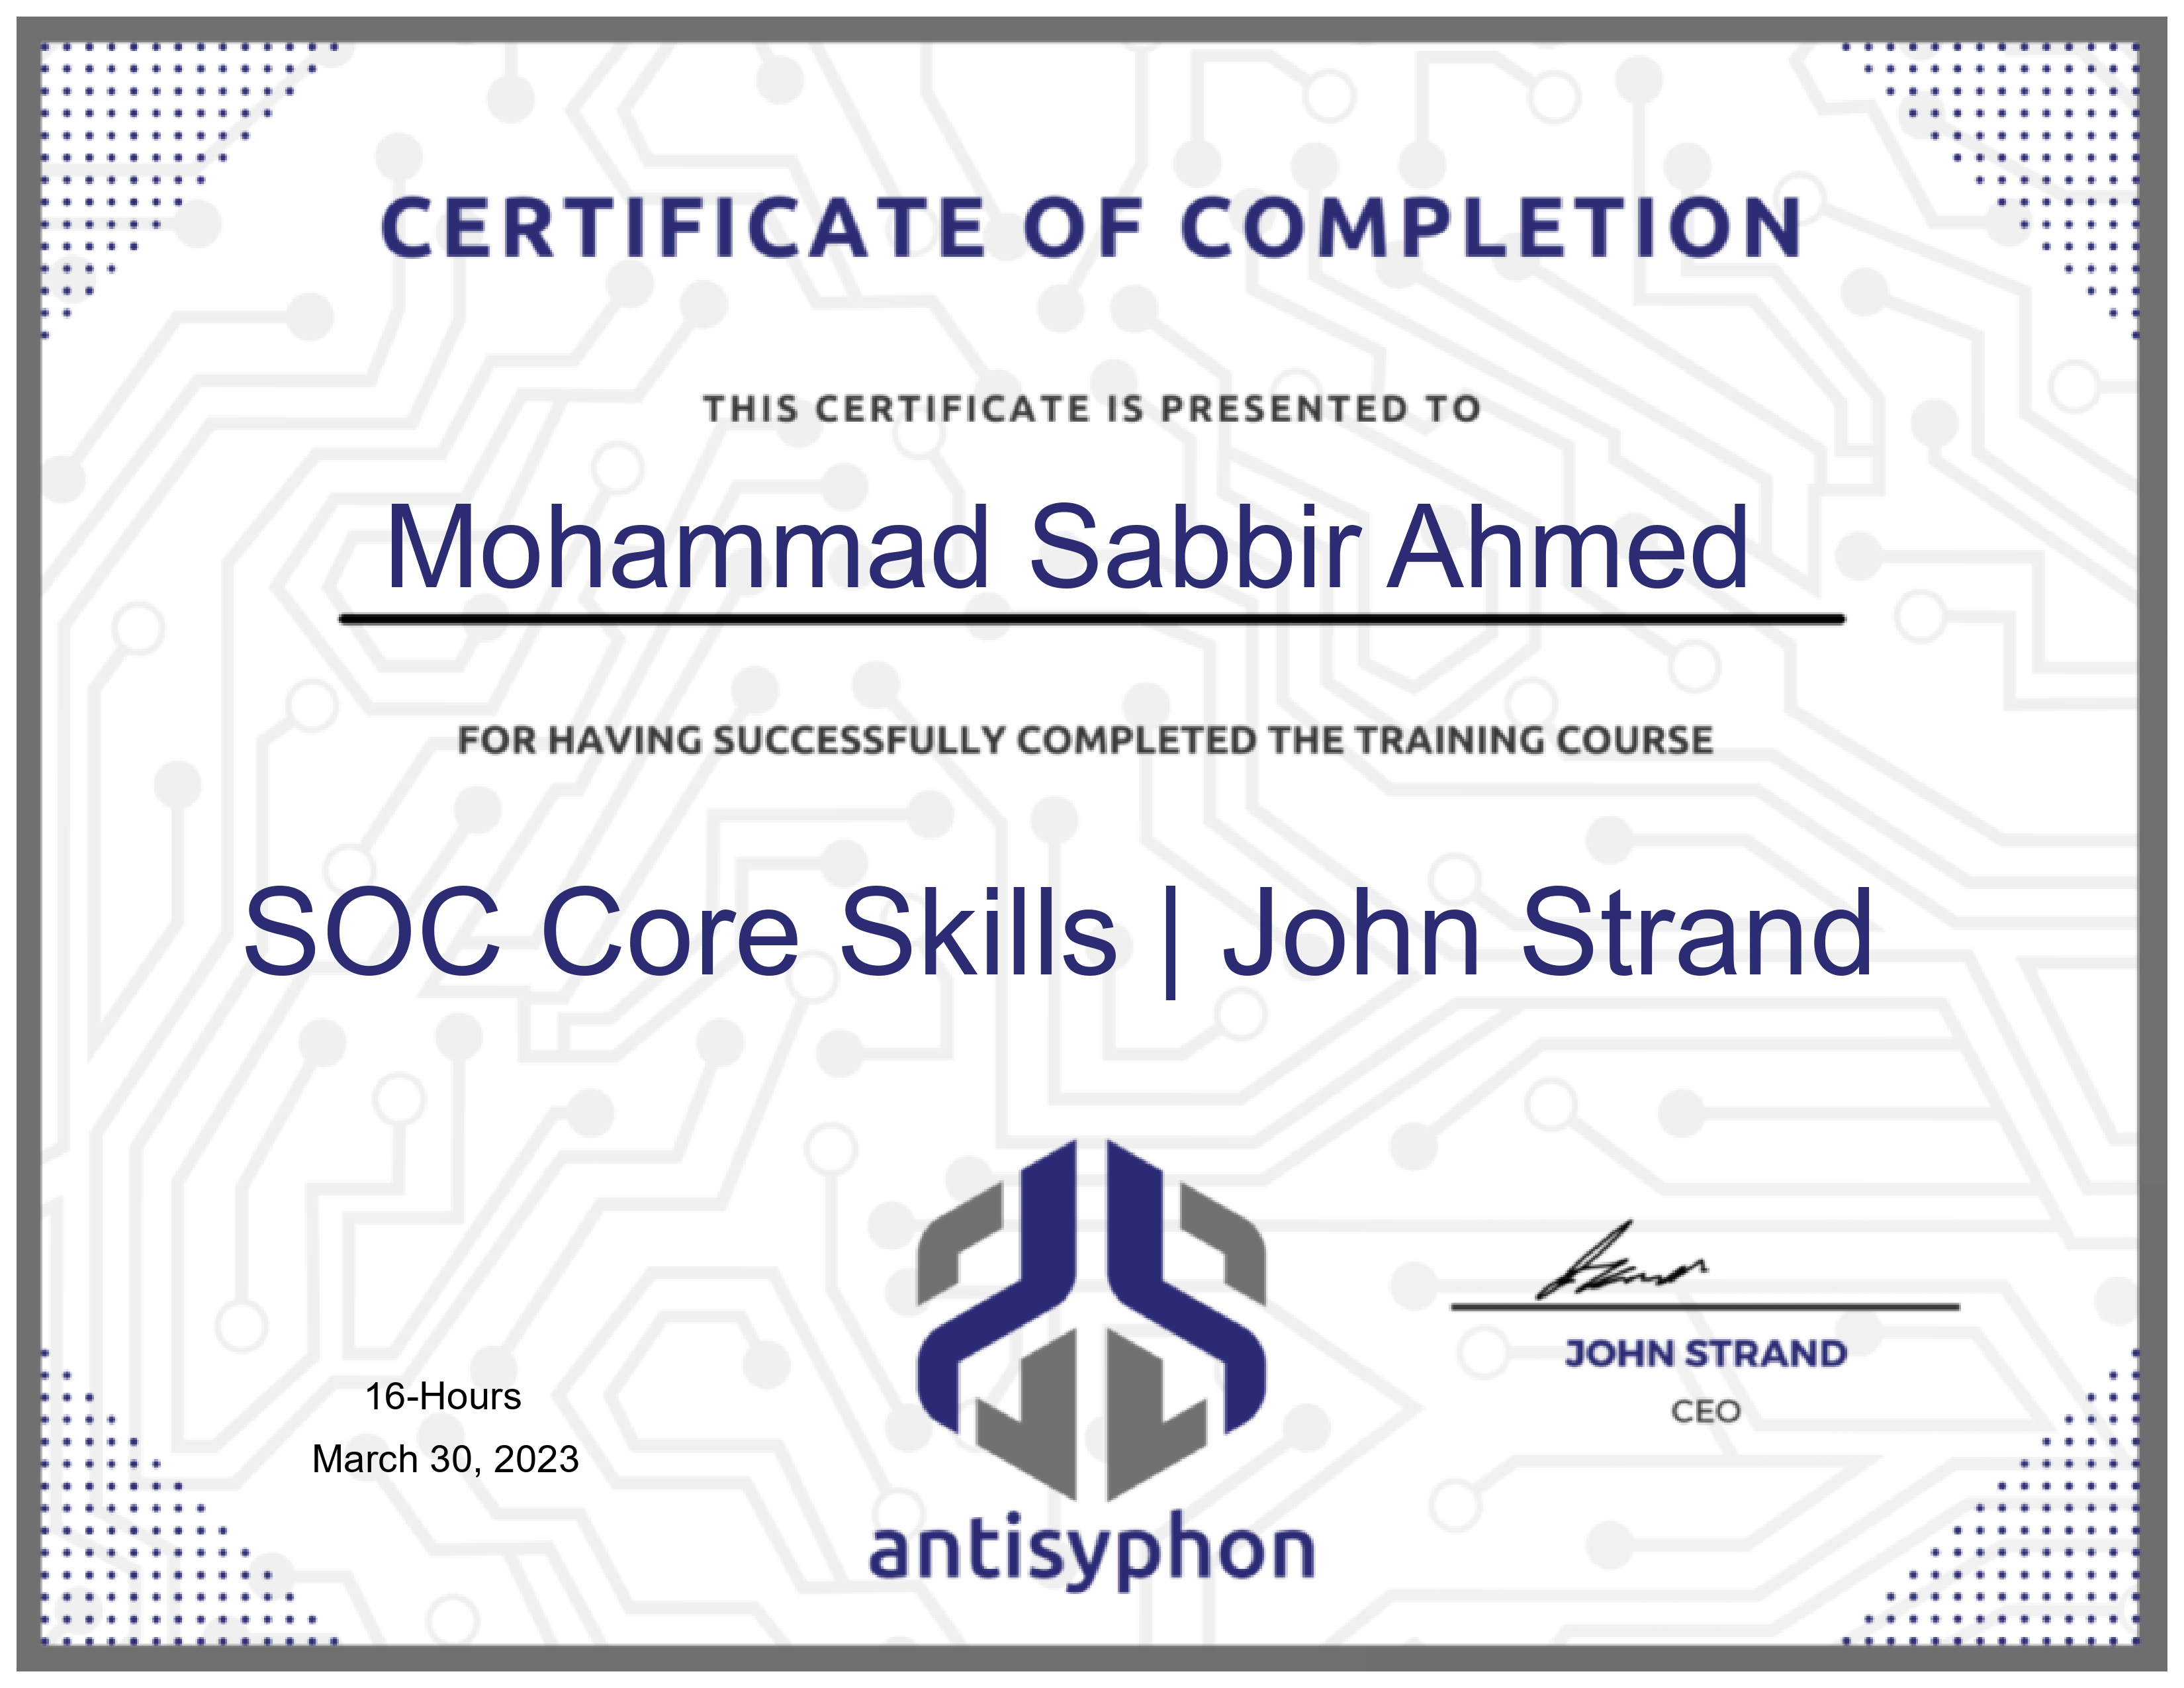 CERTIFICATE OF COMPLETION
THIS CERTIFICATE IS PRESENTED TO
Mohammad Sabbir Ahmed
FOR HAVING SUCCESSFULLY COMPLETED THE TRAINING COURSE
SOC Core Skills | John Strand
JOHN STRAND
CEO
16-Hours
March 30, 2023
antisyphon